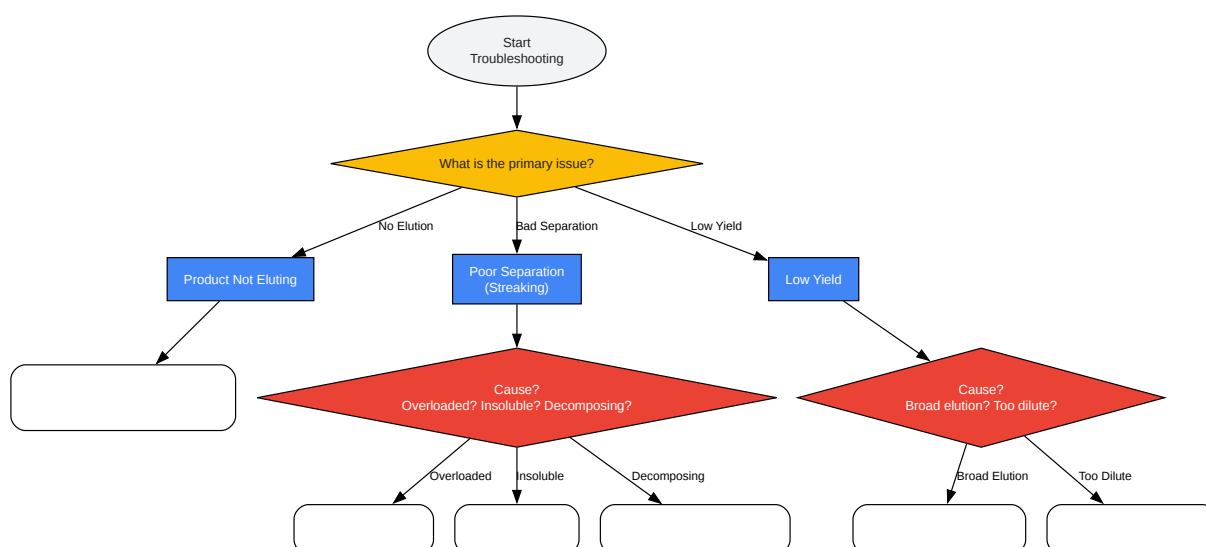 Start
Troubleshooting
What is the primary issue?
No Elution
Bad Separation
Low Yield
Product Not Eluting
Poor Separation
(Streaking)
Low Yield
Cause?
Overloaded? Insoluble? Decomposing?
Cause?
Broad elution? Too dilute?
Overloaded
Insoluble
Decomposing
Broad Elution
Too Dilute